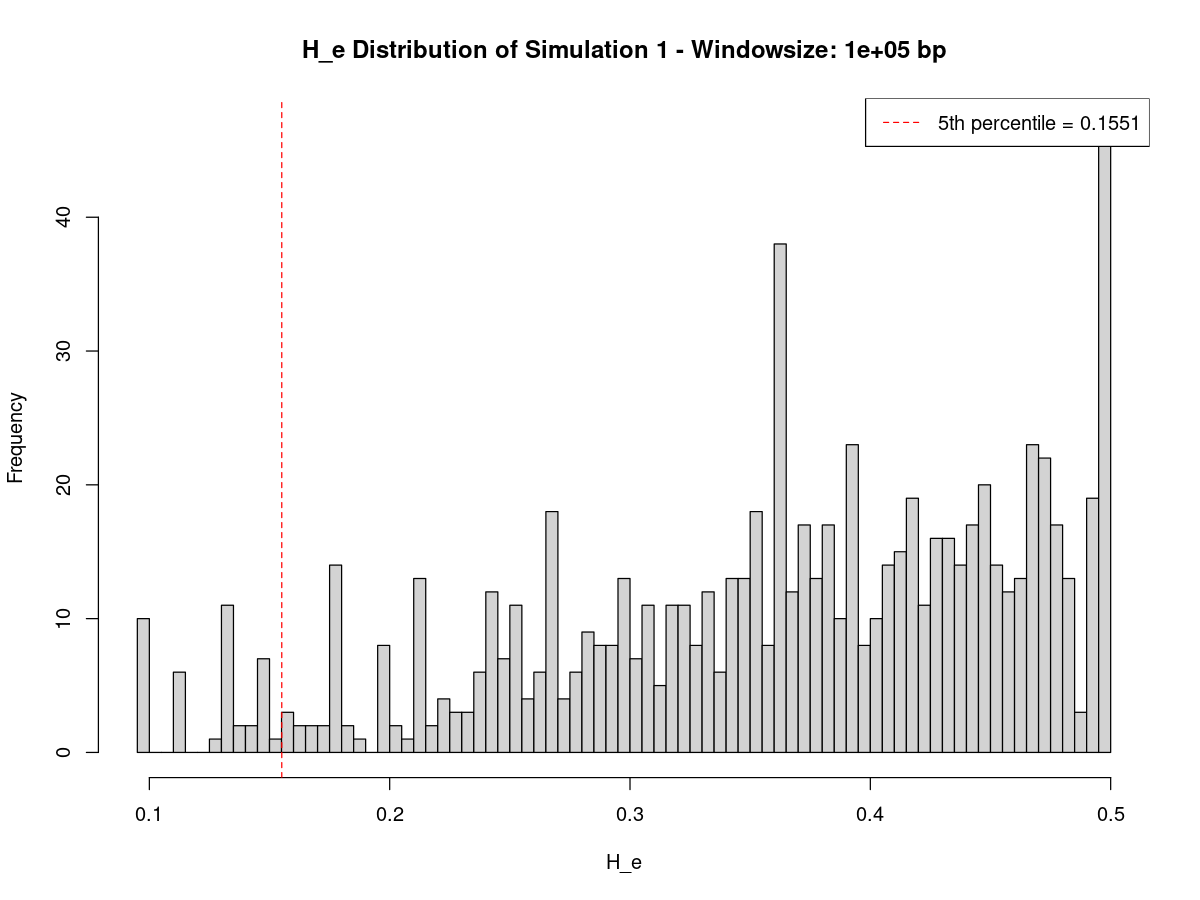 H_e Distribution of Simulation 1 - Windowsize: 1e+05 bp
5th percentile = 0.1551
Frequency
40
30
20
10
0
0.1 0.2 0.3 0.4 0.5
H_e